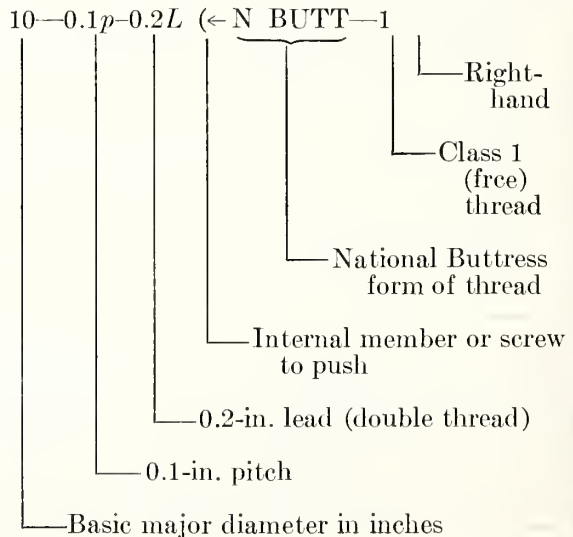 10—0.1p–0.2L (← N BUTT—1
Right-
hand
Class 1
(free)
thread
National Buttress
form of thread
Internal member or screw
to push
0.2-in. lead (double thread)
0.1-in. pitch
Basic major diameter in inches